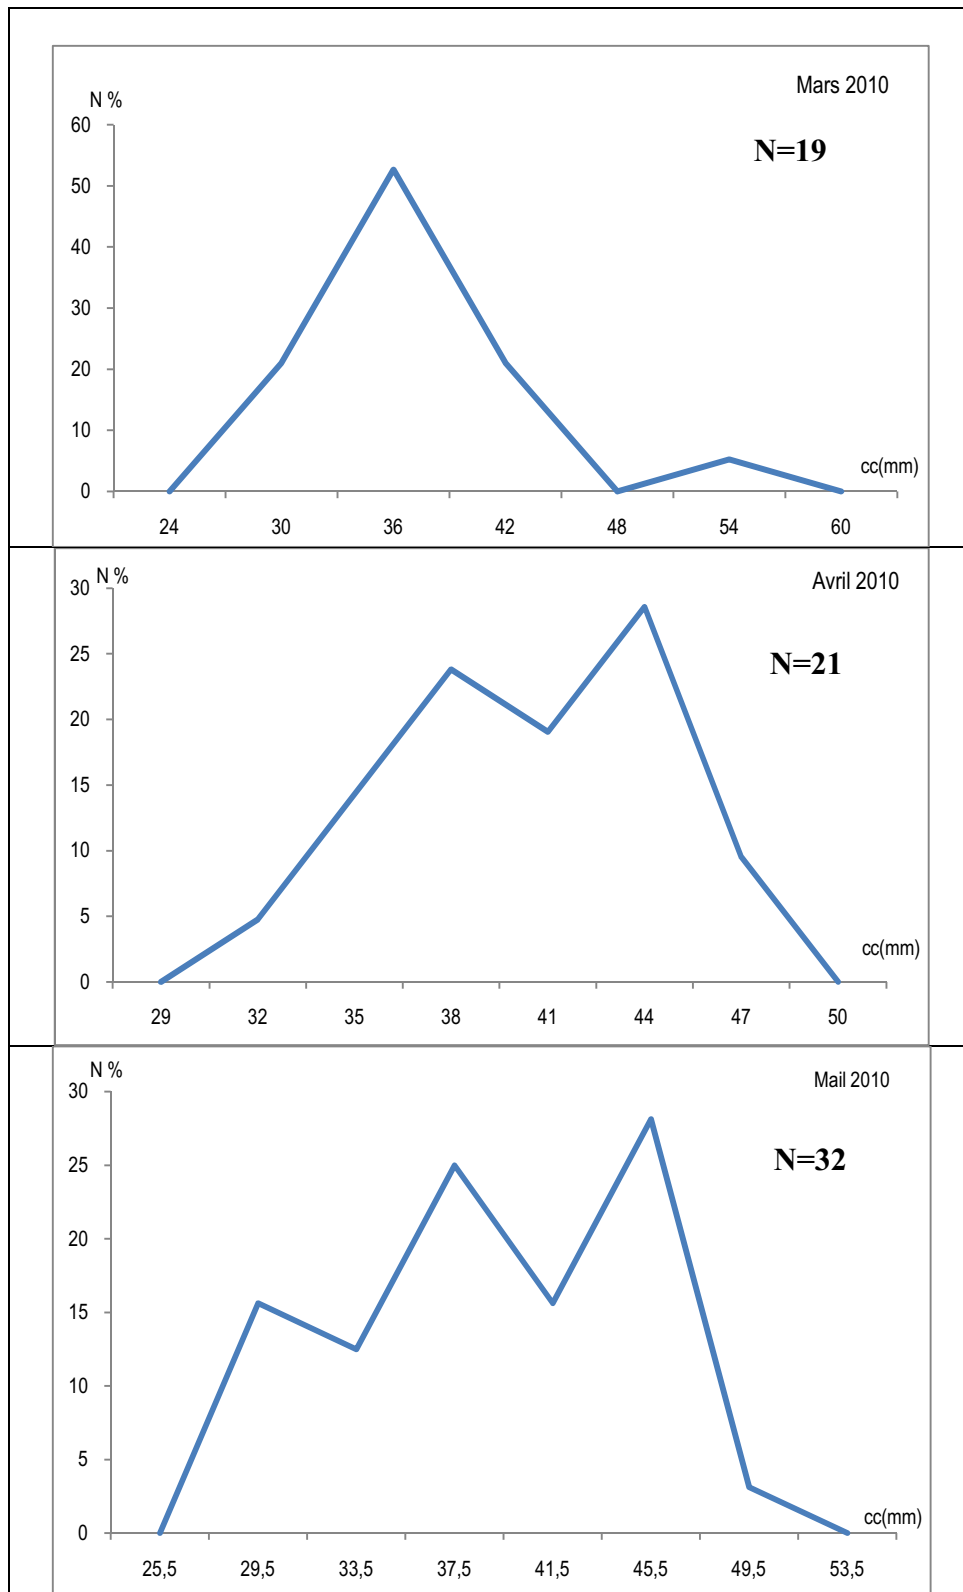 Mars 2010
N %
N=19
60
50
40
30
20
10
0
cc(mm)
24 30 36 42 48 54 60
N %
Avril 2010
N=21
30
25
20
15
10
5
0
cc(mm)
29 32 35 38 41 44 47 50
N %
Mail 2010
N=32
30
25
20
15
10
5
0
cc(mm)
25,5 29,5 33,5 37,5 41,5 45,5 49,5 53,5